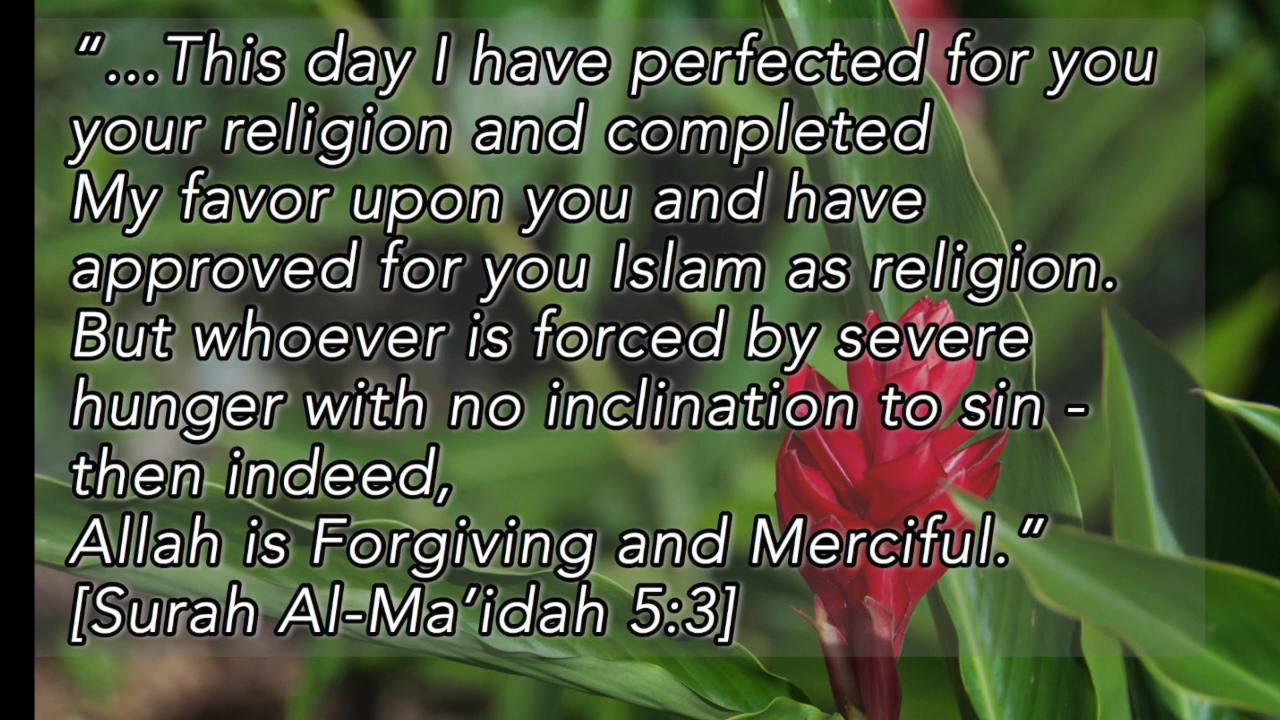 “...This day I have perfected for you
your religion and completed
My favor upon you and have
approved for you Islam as religion.
But whoever is forced by severe
hunger with no inclination to sin -
then indeed,
Allah is Forgiving and Merciful.”
[Surah Al-Ma’idah 5:3]